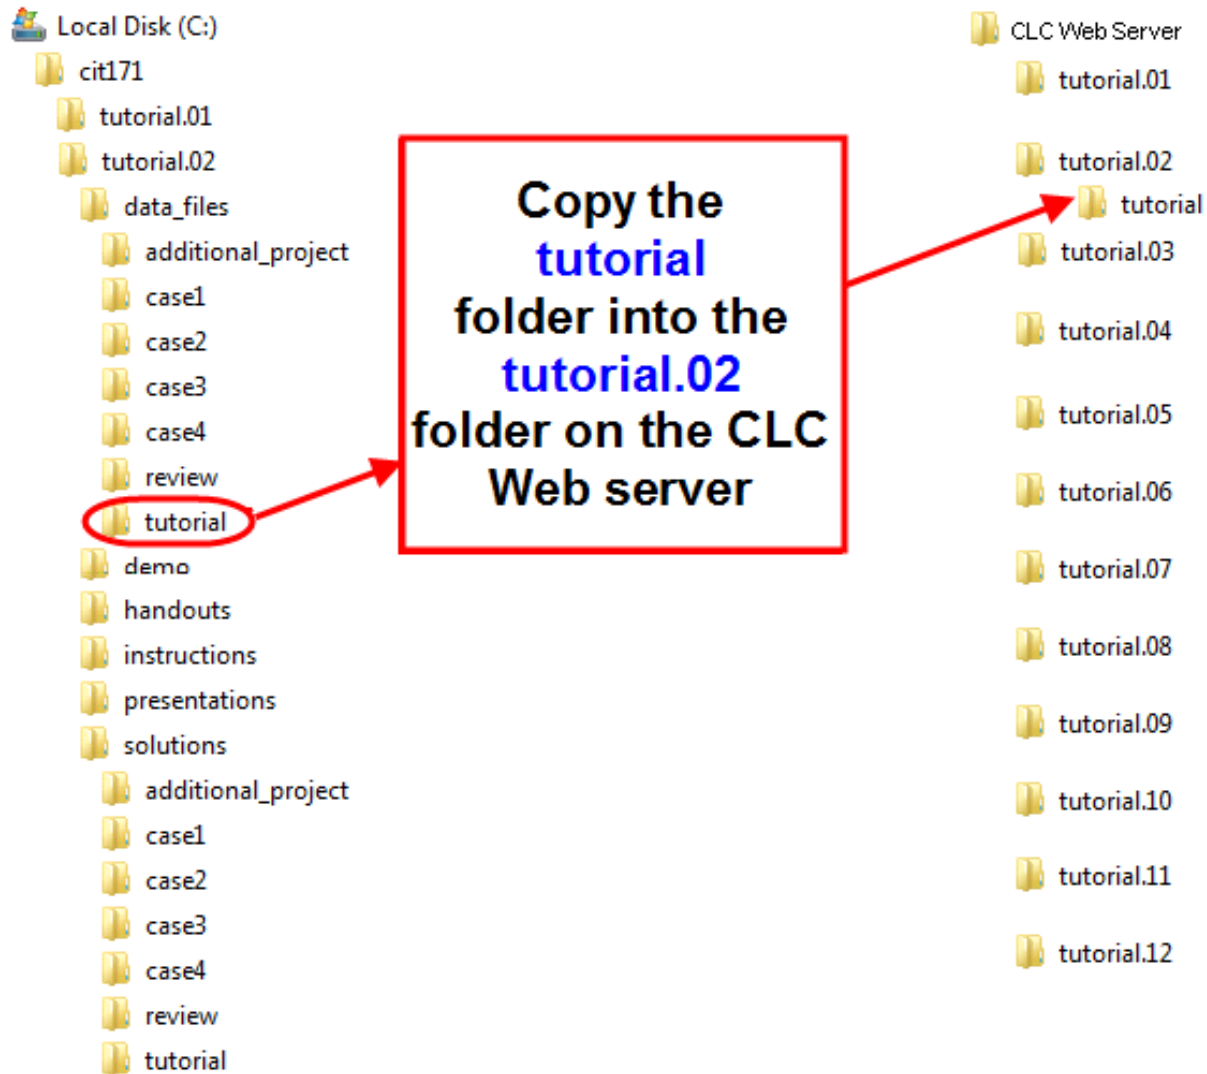 Local Disk (C:)
cit171
tutorial.01
tutorial.02
data_files
additional_project
case1
case2
case3
case4
review
tutorial
demo
handouts
instructions
presentations
solutions
additional_project
case1
case2
case3
case4
review
tutorial
Copy the
tutorial
folder into the
tutorial.02
folder on the CLC
Web server
CLC Web Server
tutorial.01
tutorial.02
tutorial
tutorial.03
tutorial.04
tutorial.05
tutorial.06
tutorial.07
tutorial.08
tutorial.09
tutorial.10
tutorial.11
tutorial.12